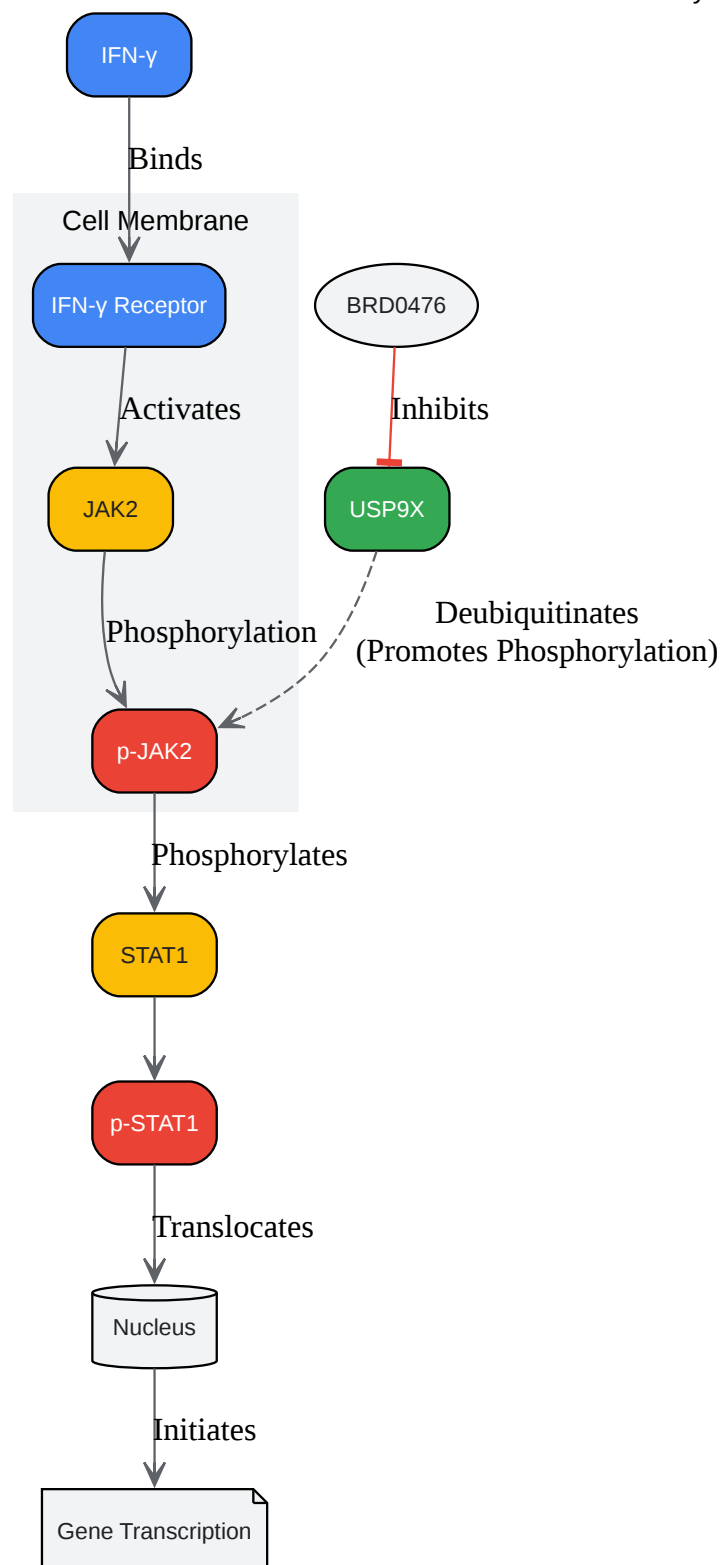 IFN-γ
Binds
Cell Membrane
IFN-γ Receptor
BRD0476
Activates
Inhibits
JAK2
USP9X
Phosphorylation
Deubiquitinates
(Promotes Phosphorylation)
p-JAK2
Phosphorylates
STAT1
p-STAT1
Translocates
Nucleus
Initiates
Gene Transcription